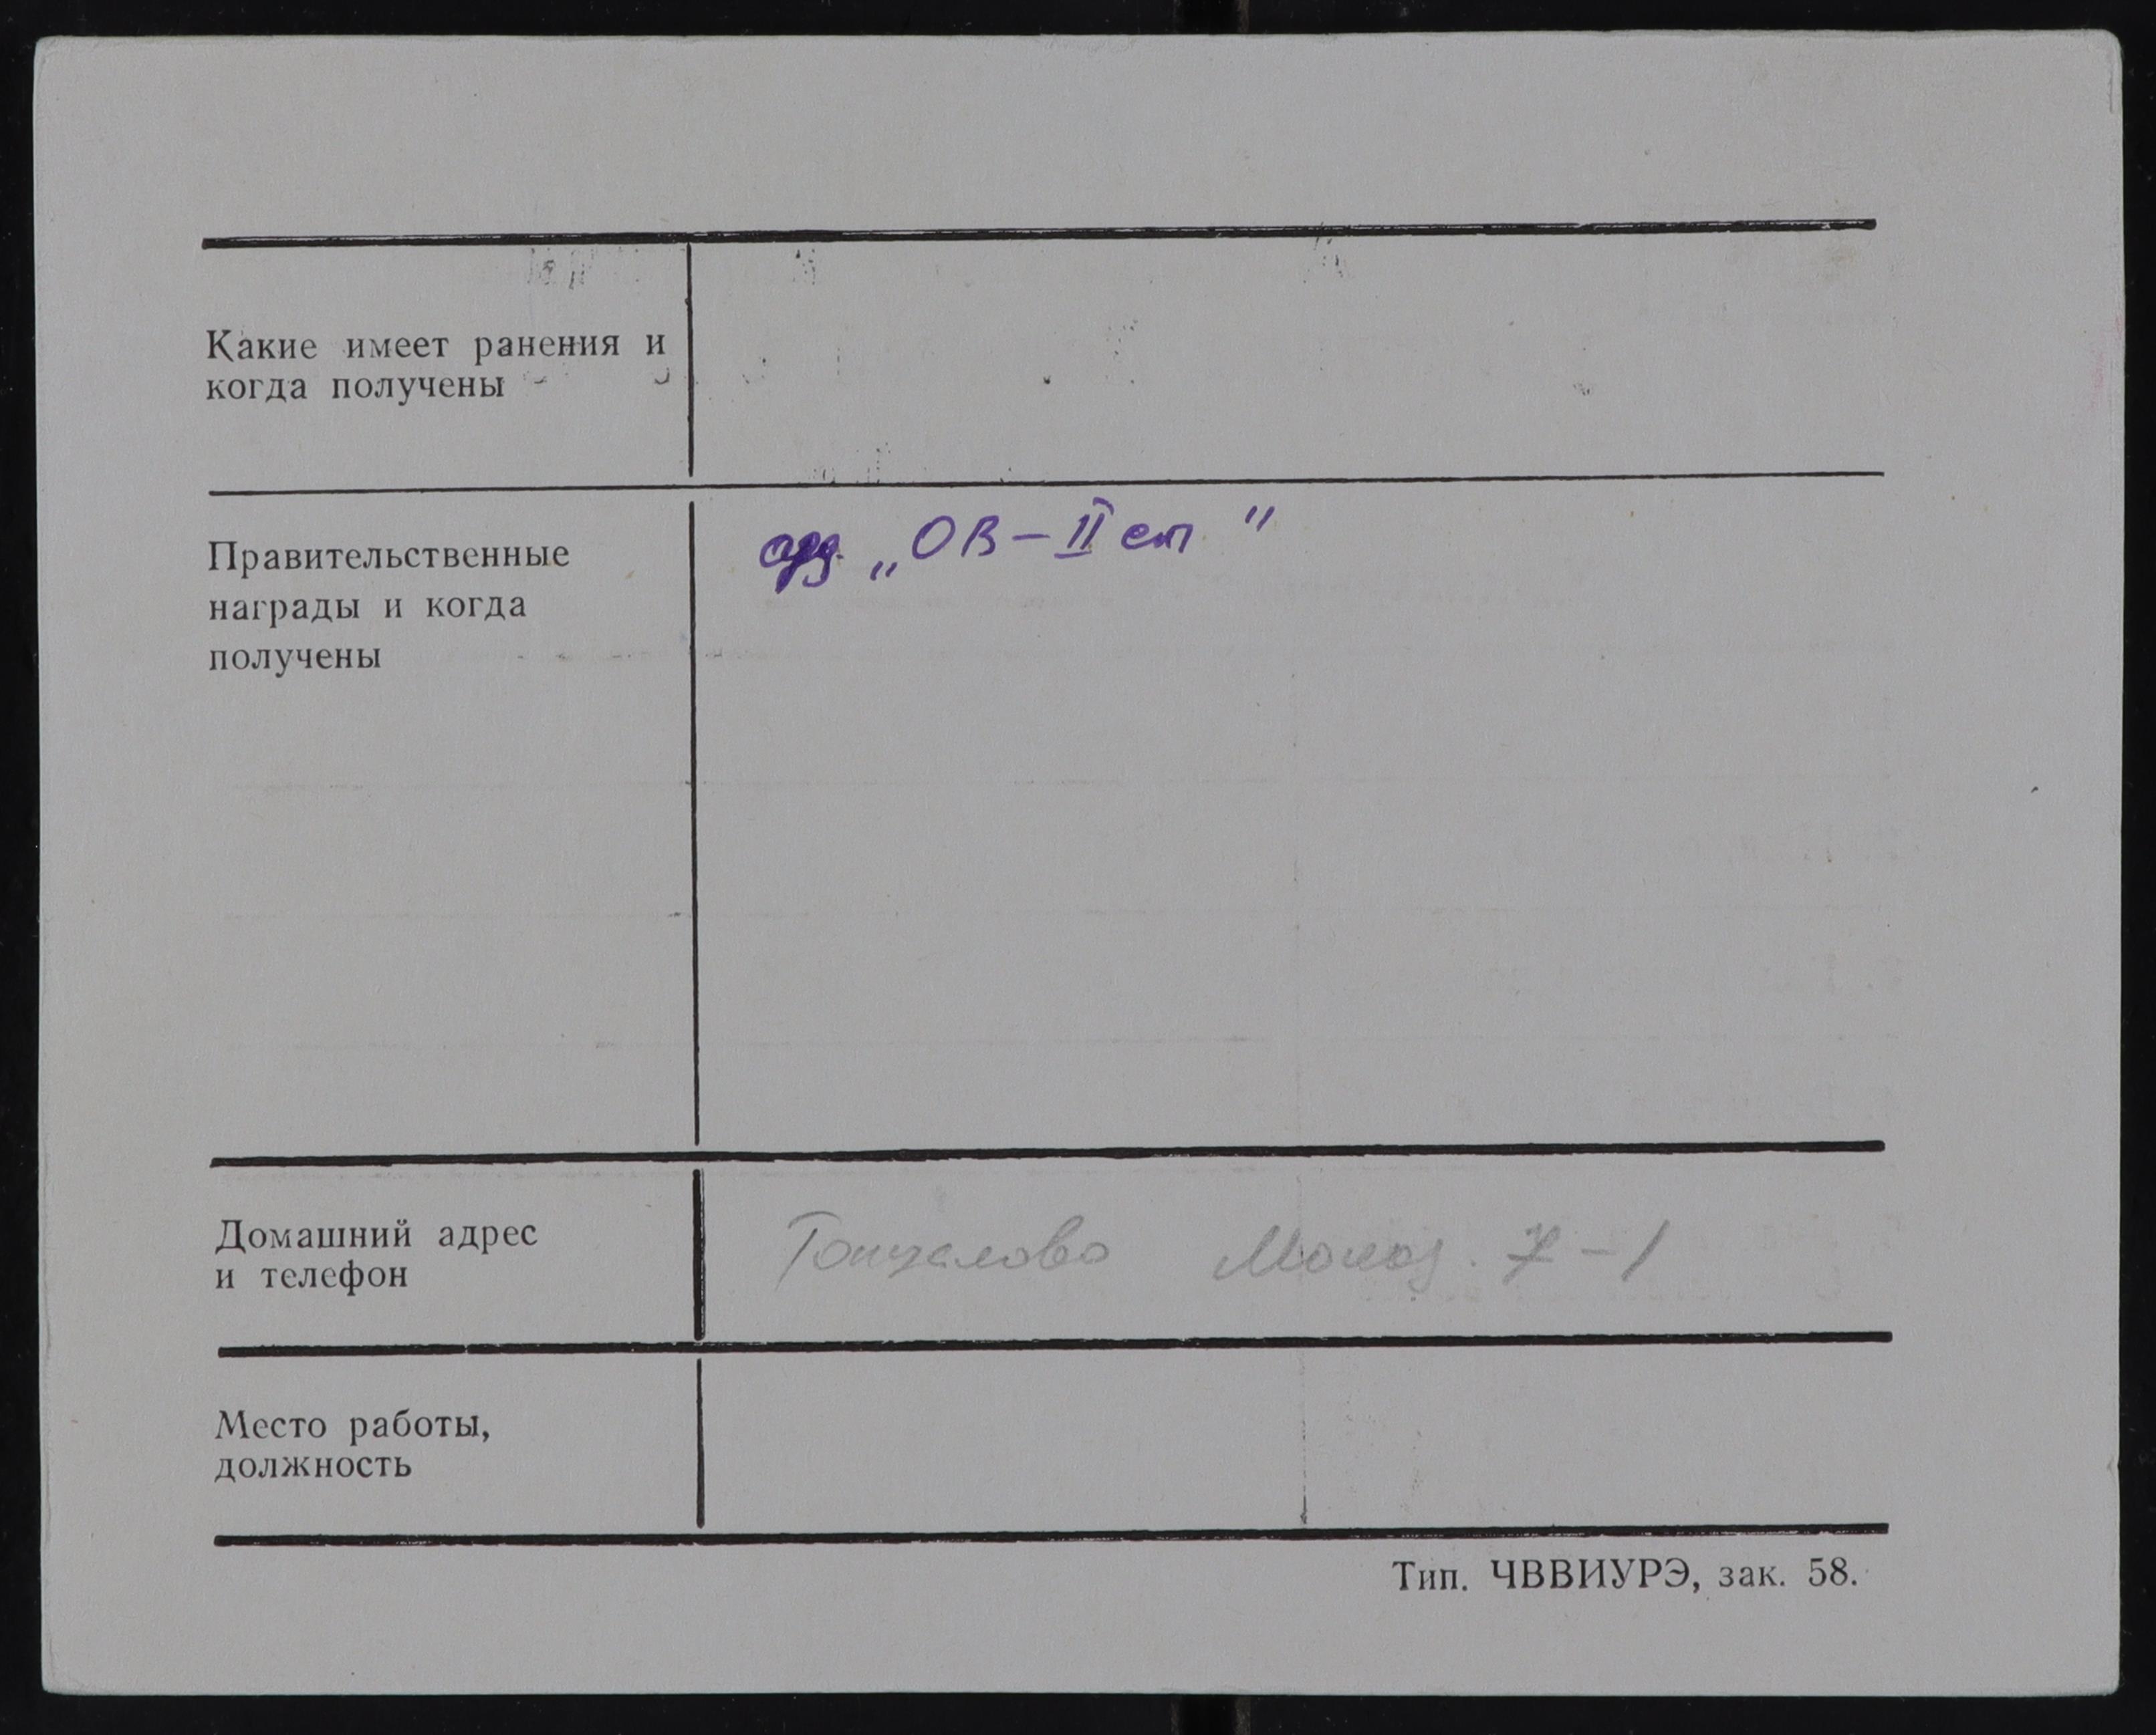 Какие имеет ранения и
когда получены
Правительственные
награды и когда
получены
орд. „ОВ – II ст "
Домашний адрес
и телефон
Тоншалово Молод. 7 – 1
Место работы,
должность
Тип. ЧВВИУРЭ, зак. 58.